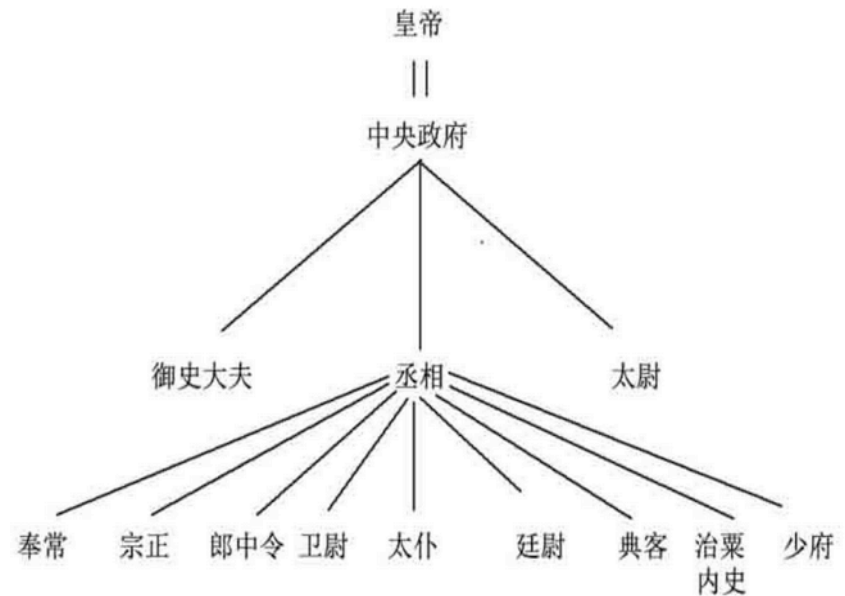 皇帝
中央政府
御史大夫 丞相 太尉
奉常 宗正 郎中令 卫尉 太仆 廷尉 典客 治粟 少府
内史